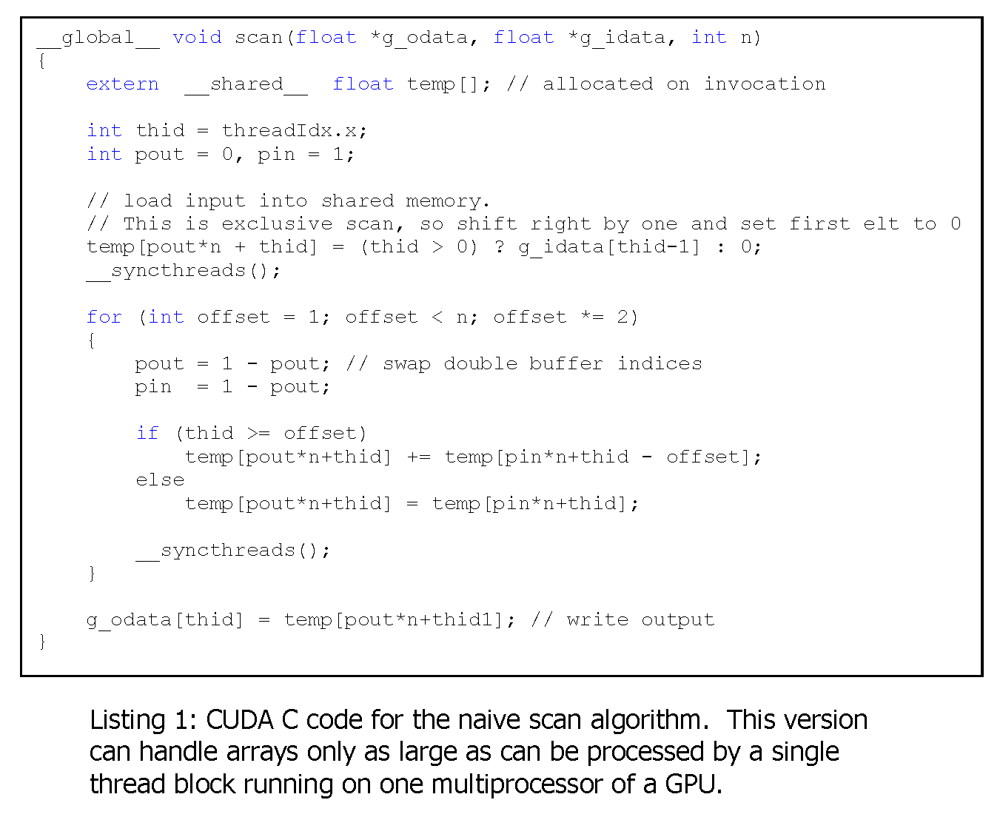 __global__ void scan(float *g_odata, float *g_idata, int n)
{
extern __shared__ float temp[]; // allocated on invocation
int thid = threadIdx.x;
int pout = 0, pin = 1;
// load input into shared memory.
// This is exclusive scan, so shift right by one and set first elt to 0
temp[pout*n + thid] = (thid > 0) ? g_idata[thid-1] : 0;
__syncthreads();
for (int offset = 1; offset < n; offset *= 2)
{
pout = 1 - pout; // swap double buffer indices
pin = 1 - pout;
if (thid >= offset)
temp[pout*n+thid] += temp[pin*n+thid - offset];
else
temp[pout*n+thid] = temp[pin*n+thid];
__syncthreads();
}
g_odata[thid] = temp[pout*n+thid1]; // write output
}
Listing 1: CUDA C code for the naive scan algorithm. This version
can handle arrays only as large as can be processed by a single
thread block running on one multiprocessor of a GPU.